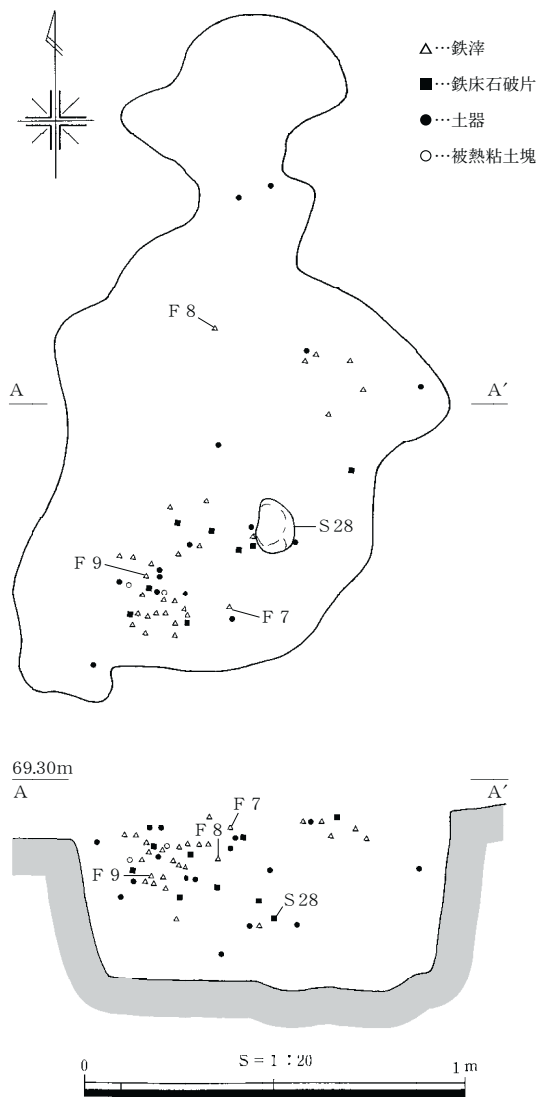 △…鉄滓
■…鉄床石破片
●…土器
○…被熱粘土塊
F 8
A A′
S 28
F 9
F 7
69.30m
A A′
F 7
F 8
F 9
S 28
0 S = 1 : 20 1 m